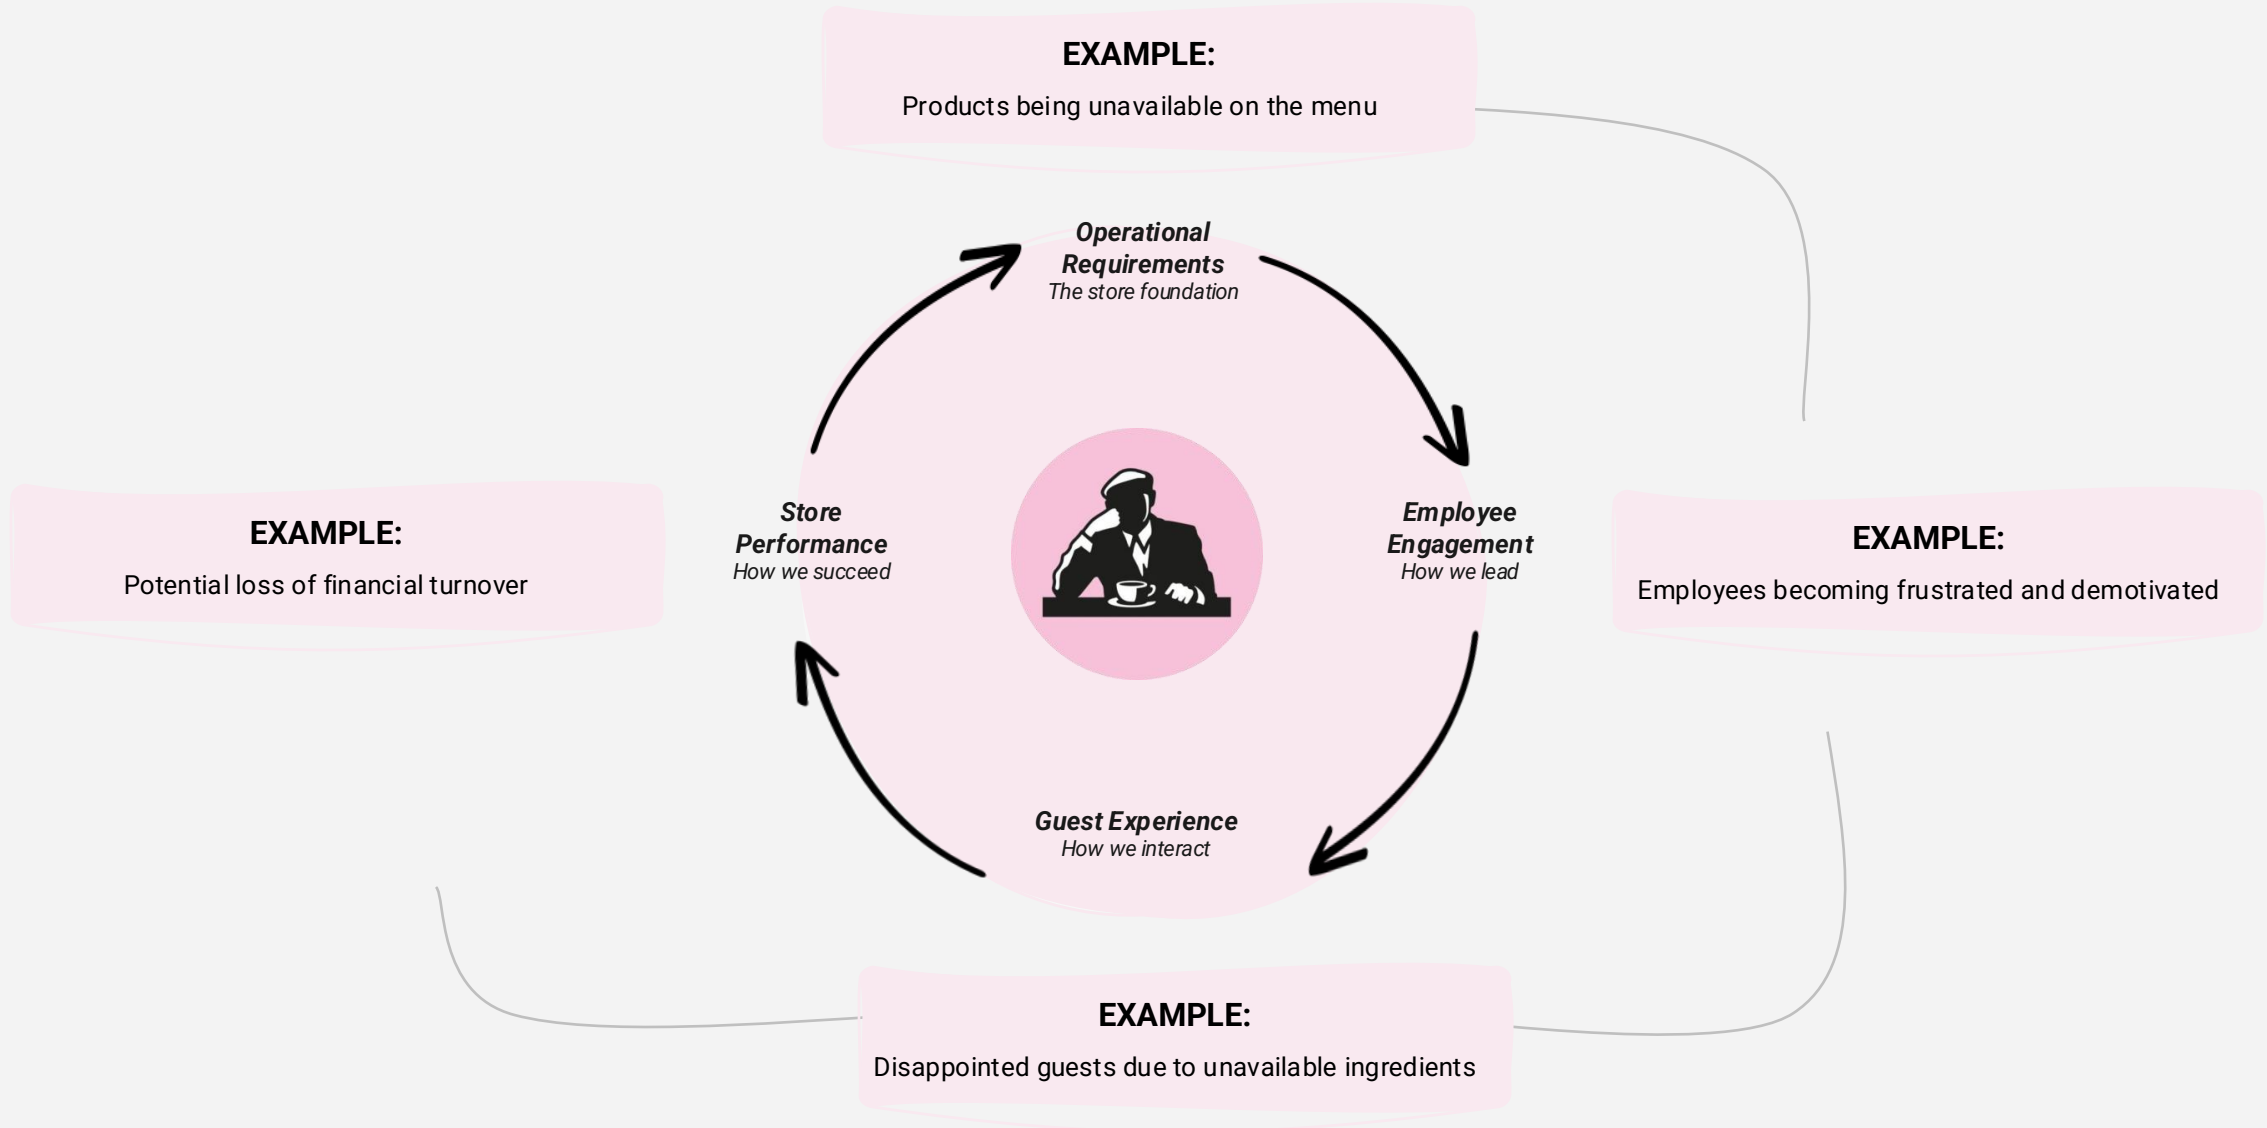 EXAMPLE:
Products being unavailable on the menu
Operational
Requirements
The store foundation
Store
Performance
How we succeed
Employee
Engagement
How we lead
EXAMPLE:
Potential loss of financial turnover
EXAMPLE:
Employees becoming frustrated and demotivated
Guest Experience
How we interact
EXAMPLE:
Disappointed guests due to unavailable ingredients